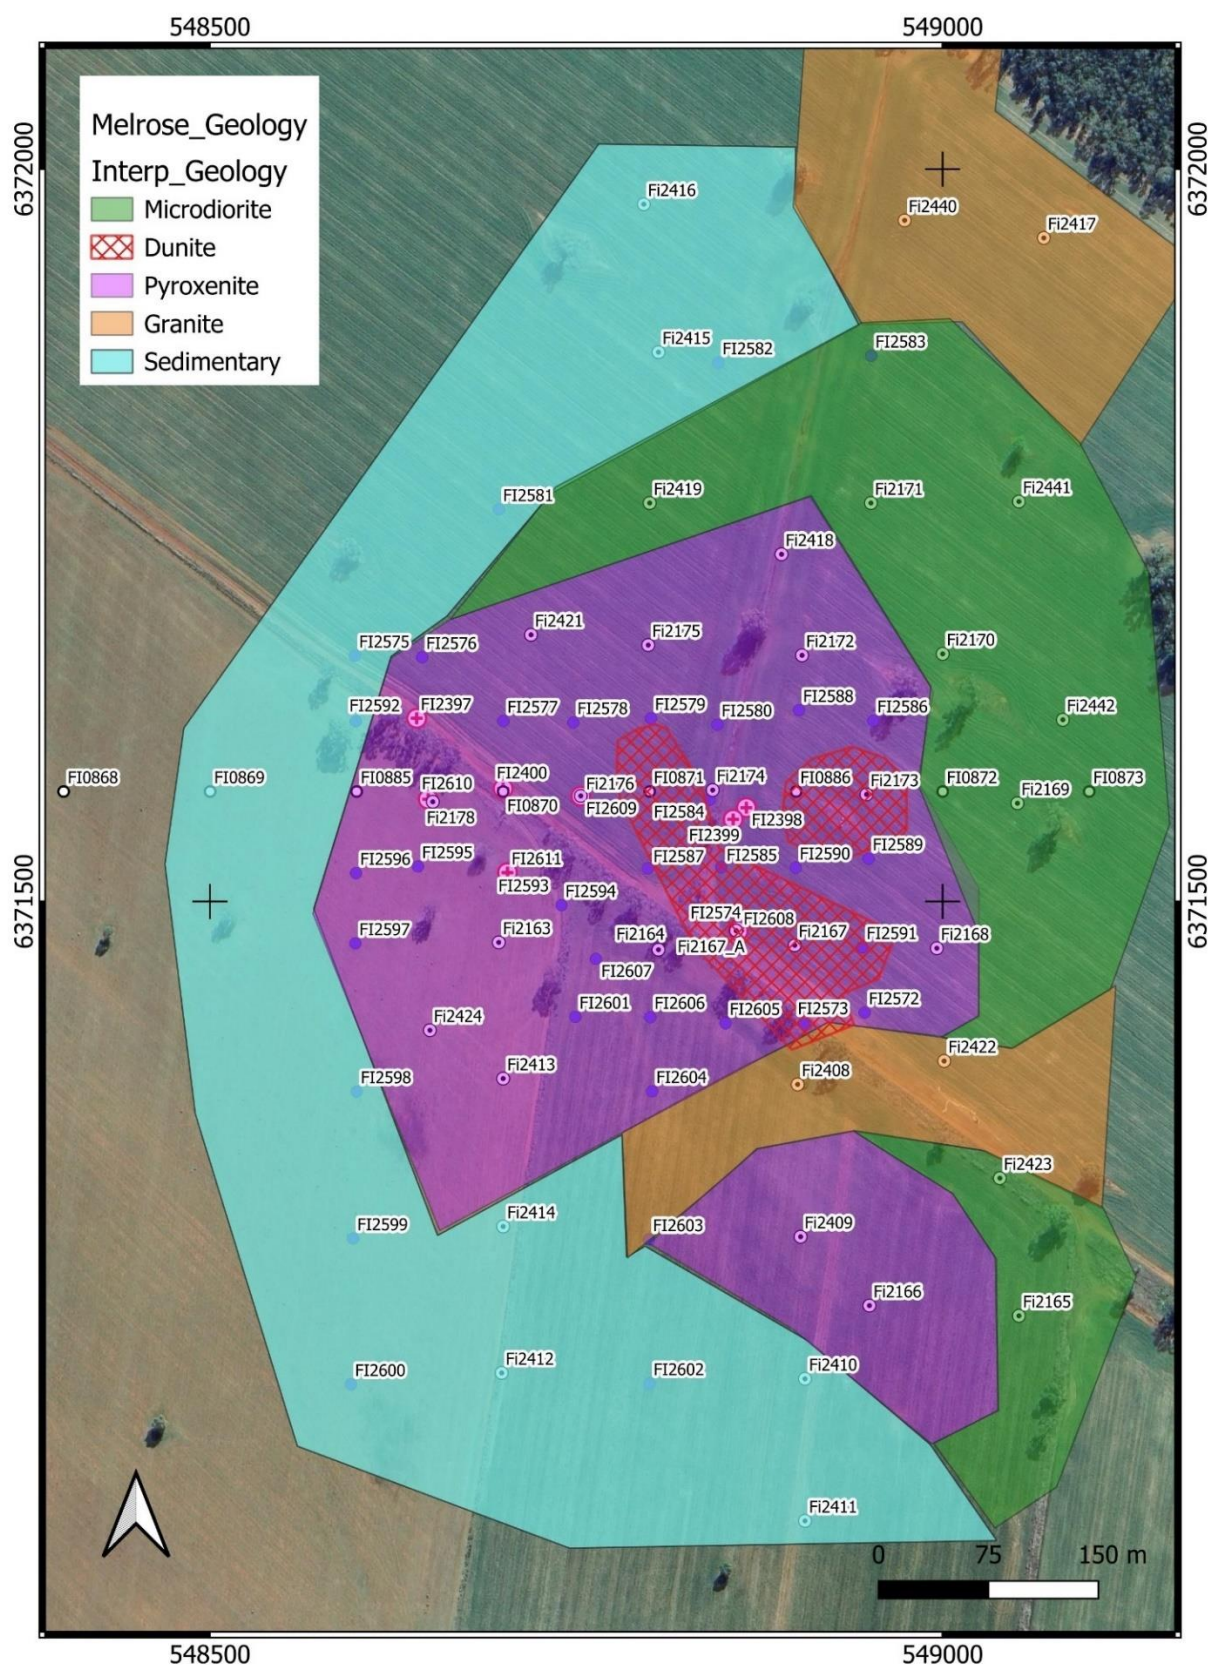 548500
549000
6372000
6372000
Melrose_Geology
Interp_Geology
Microdiorite
Dunite
Pyroxenite
Granite
Sedimentary
Fi2416
Fi2440
Fi2417
Fi2415
FI2582
FI2583
FI2581
Fi2419
Fi2171
Fi2441
Fi2418
Fi2421
Fi2175
Fi2172
Fi2170
FI2575
FI2576
FI2592
FI2397
FI2577
FI2578
FI2579
FI2580
FI2588
FI2586
Fi2442
FI0868
FI0869
FI0885
FI2610
Fi2178
FI2400
FI0870
Fi2176
FI2609
FI0871
FI2584
Fi2174
FI2399
FI2398
FI0886
Fi2173
FI0872
Fi2169
FI0873
FI2596
FI2595
FI2611
FI2593
FI2594
FI2587
FI2585
FI2590
FI2589
6371500
6371500
FI2597
Fi2163
Fi2164
FI2607
FI2574
FI2608
Fi2167_A
Fi2167
FI2591
Fi2168
Fi2424
FI2601
FI2606
FI2605
FI2573
FI2572
FI2598
Fi2413
FI2604
Fi2408
Fi2422
Fi2423
FI2599
Fi2414
FI2603
Fi2409
Fi2166
Fi2165
FI2600
Fi2412
FI2602
Fi2410
Fi2411
0 75 150 m
548500
549000